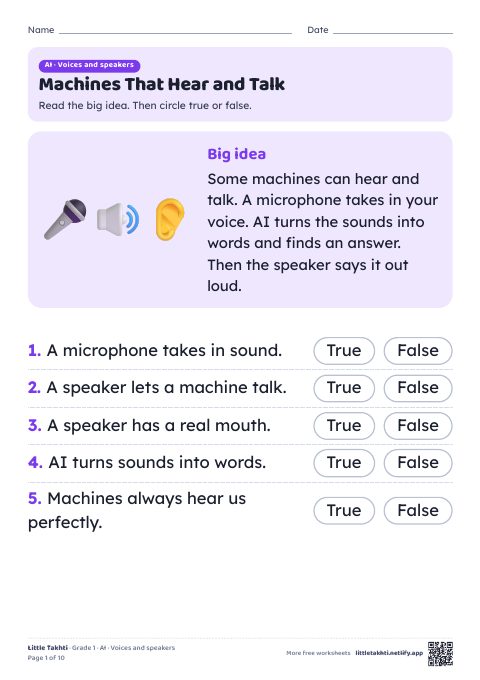 Name
Date
AI · Voices and speakers
Machines That Hear and Talk
Read the big idea. Then circle true or false.
Big idea
Some machines can hear and
talk. A microphone takes in your
voice. AI turns the sounds into
words and finds an answer.
Then the speaker says it out
loud.
1. A microphone takes in sound. True False
2. A speaker lets a machine talk. True False
3. A speaker has a real mouth. True False
4. AI turns sounds into words. True False
5. Machines always hear us
perfectly. True False
Little Takhti · Grade 1 · AI · Voices and speakers
Page 1 of 10
More free worksheets · littletakhti.netlify.app